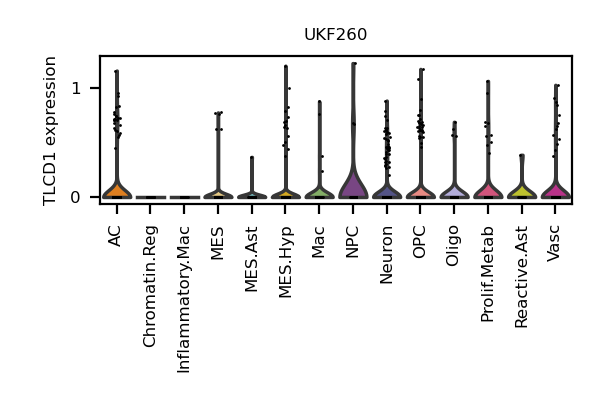 UKF260
TLCD1 expression
1
0
AC
Chromatin.Reg
Inflammatory.Mac
MES
MES.Ast
MES.Hyp
Mac
NPC
Neuron
OPC
Oligo
Prolif.Metab
Reactive.Ast
Vasc